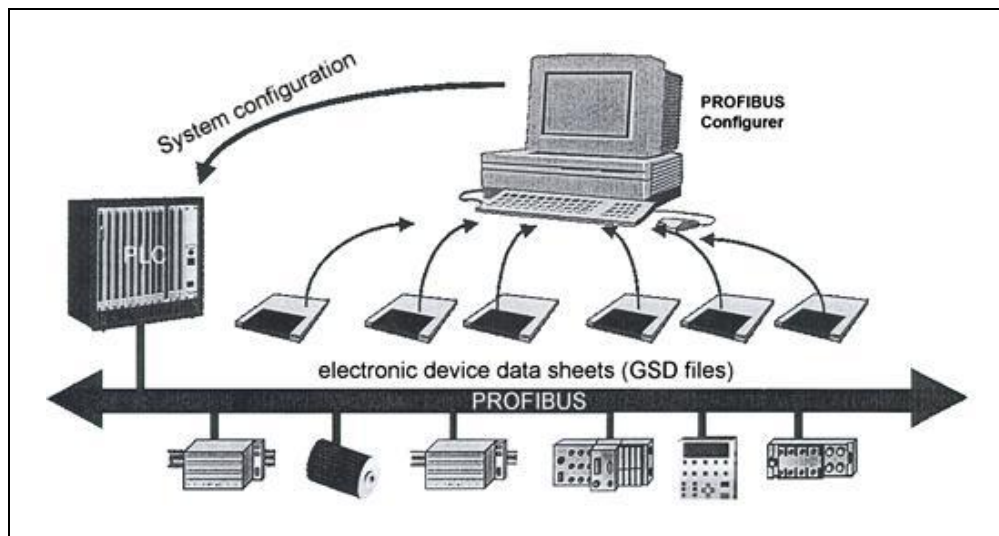 System configuration
PROFIBUS
Configurer
PLC
electronic device data sheets (GSD files)
PROFIBUS